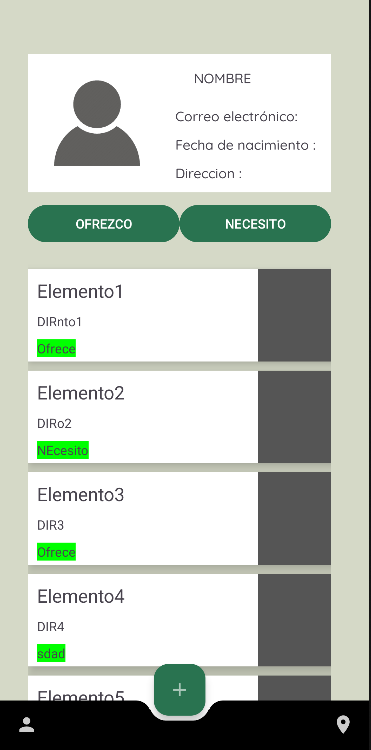 NOMBRE
Correo electrónico:
Fecha de nacimiento :
Direccion :
OFREZCO NECESITO
Elemento1
DIRnto1
Ofrece
Elemento2
DIRo2
NEcesito
Elemento3
DIR3
Ofrece
Elemento4
DIR4
sdad
Elemento5